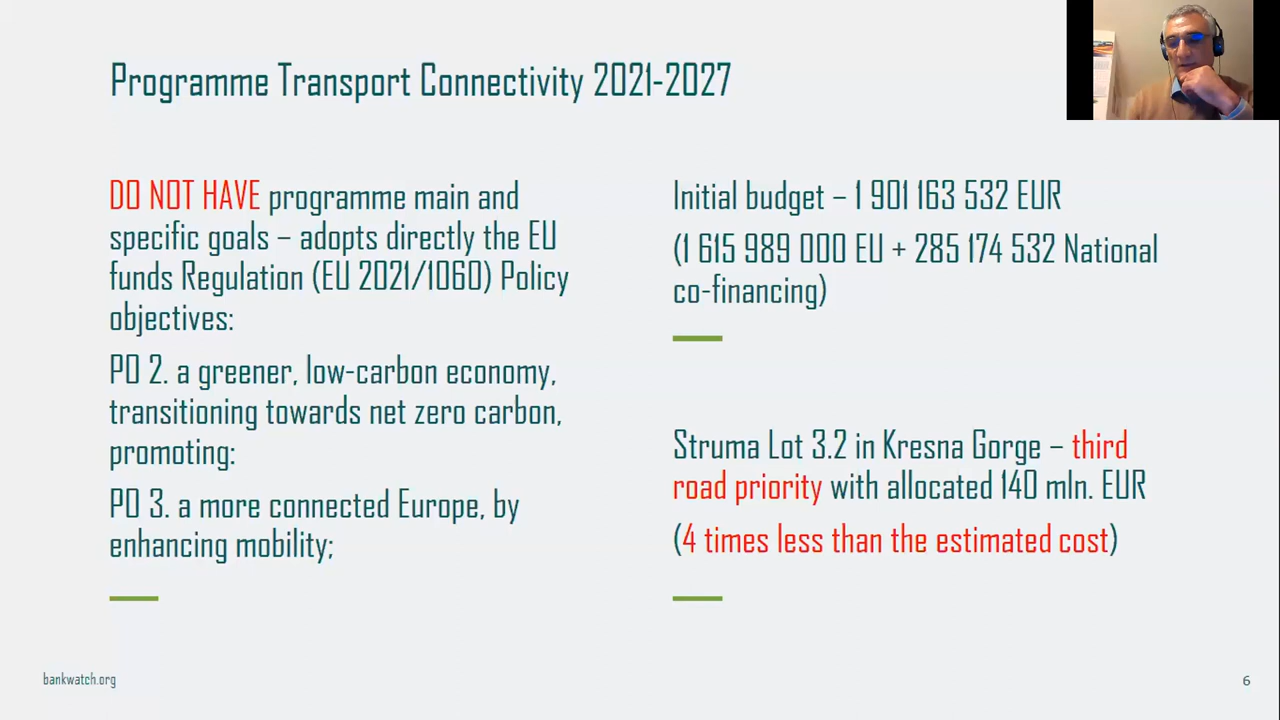 Programme Transport Connectivity 2021-2027
DO NOT HAVE programme main and
specific goals – adopts directly the EU
funds Regulation (EU 2021/1060) Policy
objectives:
PO 2. a greener, low-carbon economy,
transitioning towards net zero carbon,
promoting:
PO 3. a more connected Europe, by
enhancing mobility;
Initial budget – 1 901 163 532 EUR
(1 615 989 000 EU + 285 174 532 National
co-financing)
Struma Lot 3.2 in Kresna Gorge – third
road priority with allocated 140 mln. EUR
(4 times less than the estimated cost)
bankwatch.org
6